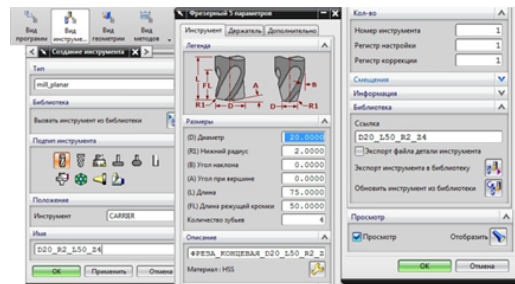 Вид программ
Вид инструме...
Вид геометрии
Вид методов
Создание инструмента
Тип
mill_planar
Библиотека
Вызвать инструмент из библиотеки
Подтип инструмента
Положение
Инструмент
CARRIER
Имя
D20_R2_L50_Z4
ОК
Применить
Отмена
Фрезерный 5 параметров
Инструмент
Держатель
Дополнительно
Легенда
L
FL
A
B
R1
D
D
R1
Размеры
(D) Диаметр
20.0000
(R1) Нижний радиус
2.0000
(B) Угол наклона
0.0000
(A) Угол при вершине
0.0000
(L) Длина
75.0000
(FL) Длина режущей кромки
50.0000
Количество зубьев
4
Описание
ФРЕЗА_КОНЦЕВАЯ_D20_L50_R2_Z
Материал : HSS
Кол-во
Номер инструмента
1
Регистр настройки
1
Регистр коррекции
1
Смещения
Информация
Библиотека
Ссылка
D20_L50_R2_Z4
Экспорт файла детали инструмента
Экспорт инструмента в библиотеку
Обновить инструмент из библиотеки
Просмотр
Просмотр
Отобразить
ОК
Отмена